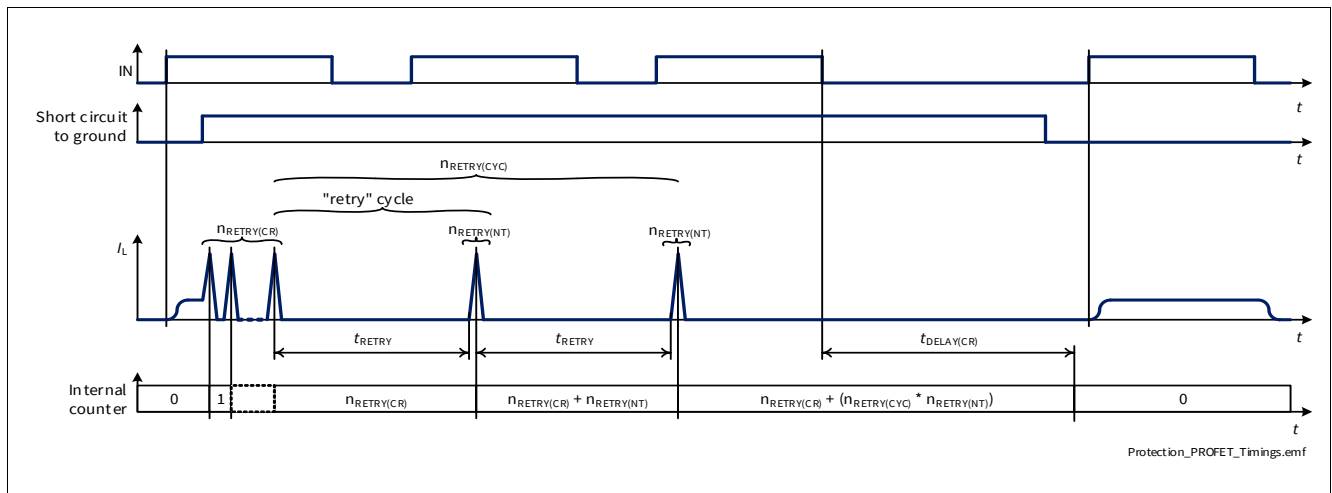 IN
t
Short circuit
to ground
t
nRETRY(CYC)
"retry" cycle
nRETRY(CR)
nRETRY(NT)
nRETRY(NT)
IL
t
tRETRY
tRETRY
tDELAY(CR)
Internal
counter
0
1
nRETRY(CR)
nRETRY(CR) + nRETRY(NT)
nRETRY(CR) + (nRETRY(CYC) * nRETRY(NT))
0
t
Protection_PROFET_Timings.emf